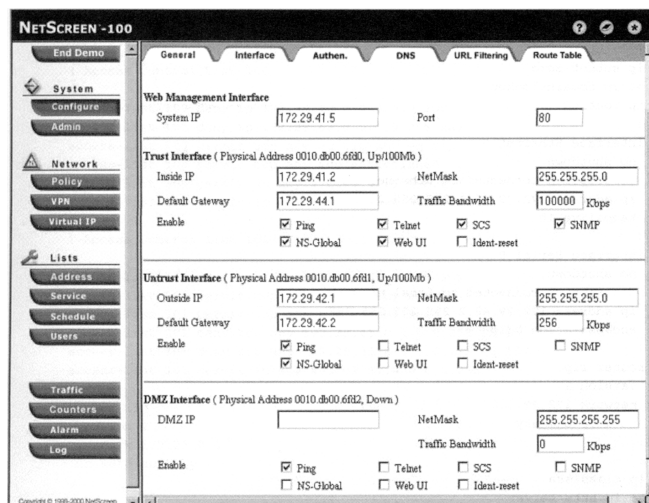 NETSCREEN-100
End Demo
System
Configure
Admin
Network
Policy
VPN
Virtual IP
Lists
Address
Service
Schedule
Users
Traffic
Counters
Alarm
Log
Copyright © 1998-2000 NetScreen
General Interface Authen. DNS URL Filtering Route Table
Web Management Interface
System IP 172.29.41.5 Port 80
Trust Interface ( Physical Address 0010.db00.6fd0, Up/100Mb )
Inside IP 172.29.41.2 NetMask 255.255.255.0
Default Gateway 172.29.44.1 Traffic Bandwidth 100000 Kbps
Enable Ping Telnet SCS SNMP
NS-Global Web UI Ident-reset
Untrust Interface ( Physical Address 0010.db00.6fd1, Up/100Mb )
Outside IP 172.29.42.1 NetMask 255.255.255.0
Default Gateway 172.29.42.2 Traffic Bandwidth 256 Kbps
Enable Ping Telnet SCS SNMP
NS-Global Web UI Ident-reset
DMZ Interface ( Physical Address 0010.db00.6fd2, Down )
DMZ IP NetMask 255.255.255.255
Traffic Bandwidth 0 Kbps
Enable Ping Telnet SCS SNMP
NS-Global Web UI Ident-reset